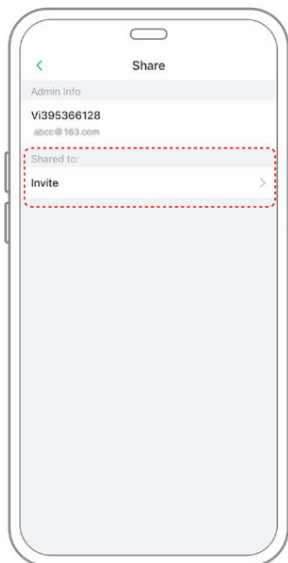 Share
Admin Info
Vi395366128
abcc@163.com
Shared to:
Invite